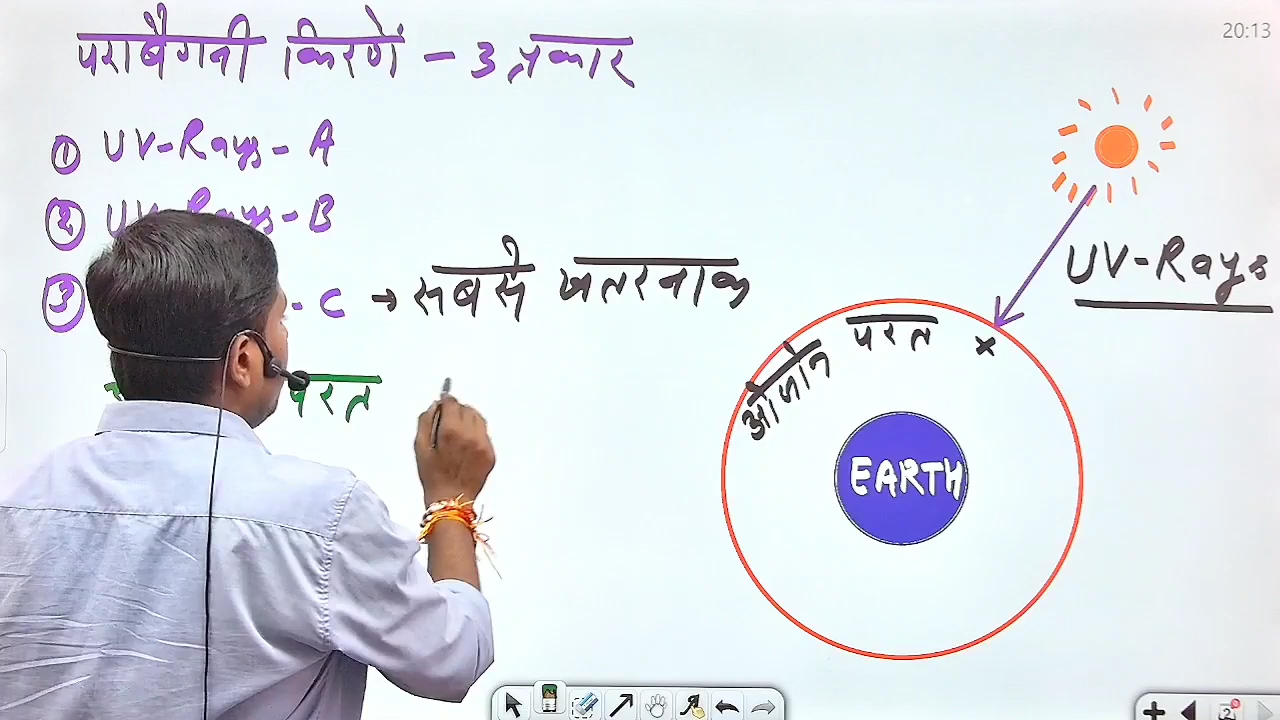 पराबैगनी किरणें - 3 प्रकार
① UV-Rays-A
② UV-Rays-B
③ - C → सबसे खतरनाक
परत
UV-Rays
ओजोन परत ×
EARTH
20:13
2